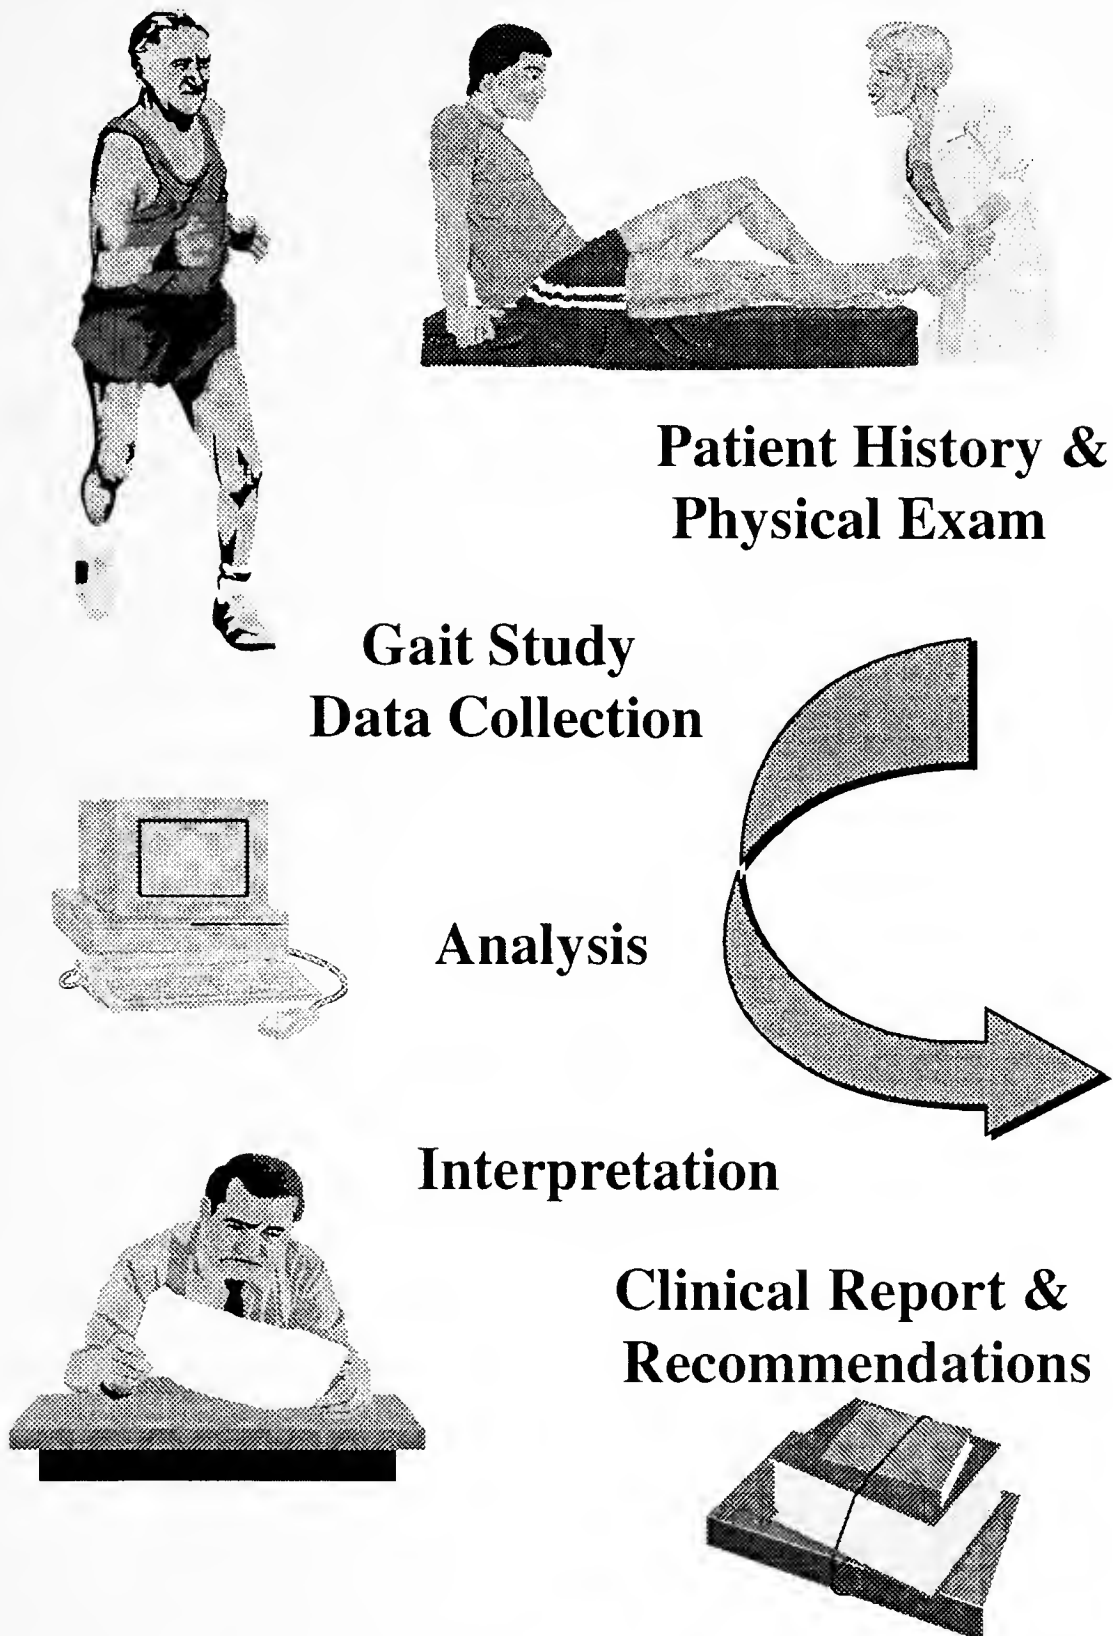 Patient History &
Physical Exam
Gait Study
Data Collection
Analysis
Interpretation
Clinical Report &
Recommendations